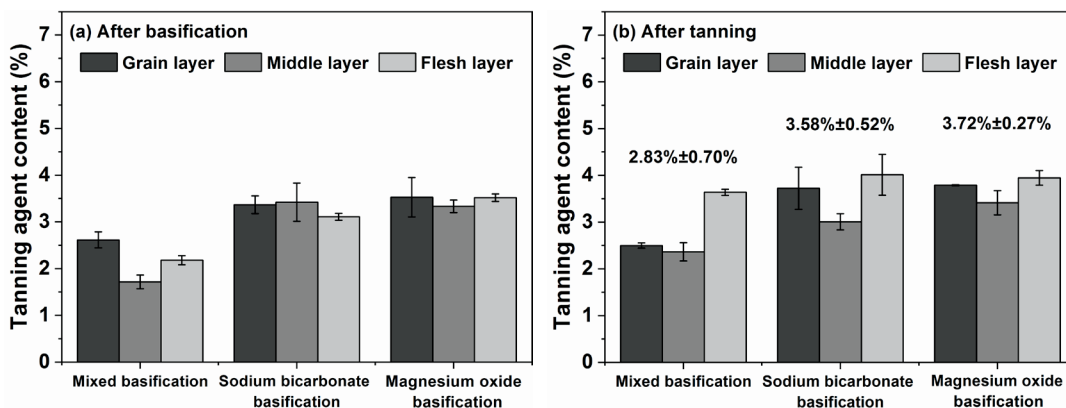 (a) After basification
Grain layer
Middle layer
Flesh layer
Tanning agent content (%)
7
6
5
4
3
2
1
0
Mixed basification
Sodium bicarbonate
basification
Magnesium oxide
basification
(b) After tanning
Grain layer
Middle layer
Flesh layer
2.83%±0.70%
3.58%±0.52%
3.72%±0.27%
Tanning agent content (%)
7
6
5
4
3
2
1
0
Mixed basification
Sodium bicarbonate
basification
Magnesium oxide
basification